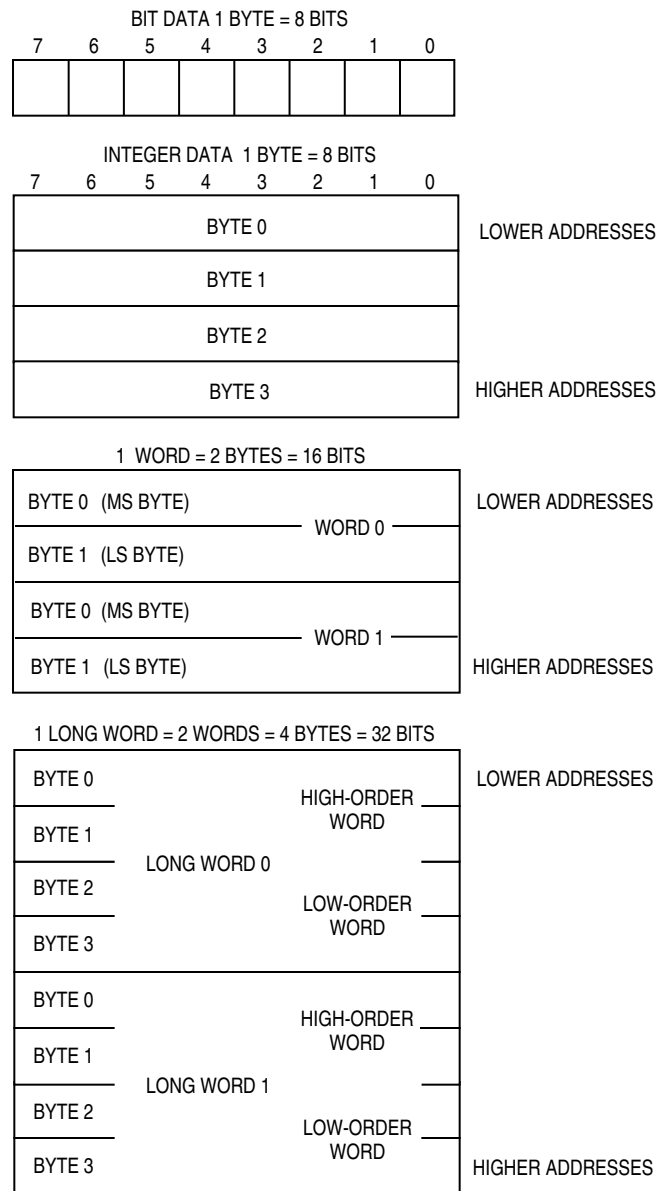 BIT DATA 1 BYTE = 8 BITS
7 6 5 4 3 2 1 0
INTEGER DATA 1 BYTE = 8 BITS
7 6 5 4 3 2 1 0
BYTE 0
LOWER ADDRESSES
BYTE 1
BYTE 2
BYTE 3
HIGHER ADDRESSES
1 WORD = 2 BYTES = 16 BITS
BYTE 0 (MS BYTE)
LOWER ADDRESSES
WORD 0
BYTE 1 (LS BYTE)
BYTE 0 (MS BYTE)
WORD 1
BYTE 1 (LS BYTE)
HIGHER ADDRESSES
1 LONG WORD = 2 WORDS = 4 BYTES = 32 BITS
BYTE 0
LOWER ADDRESSES
HIGH-ORDER
WORD
BYTE 1
LONG WORD 0
BYTE 2
LOW-ORDER
WORD
BYTE 3
BYTE 0
HIGH-ORDER
WORD
BYTE 1
LONG WORD 1
BYTE 2
LOW-ORDER
WORD
BYTE 3
HIGHER ADDRESSES